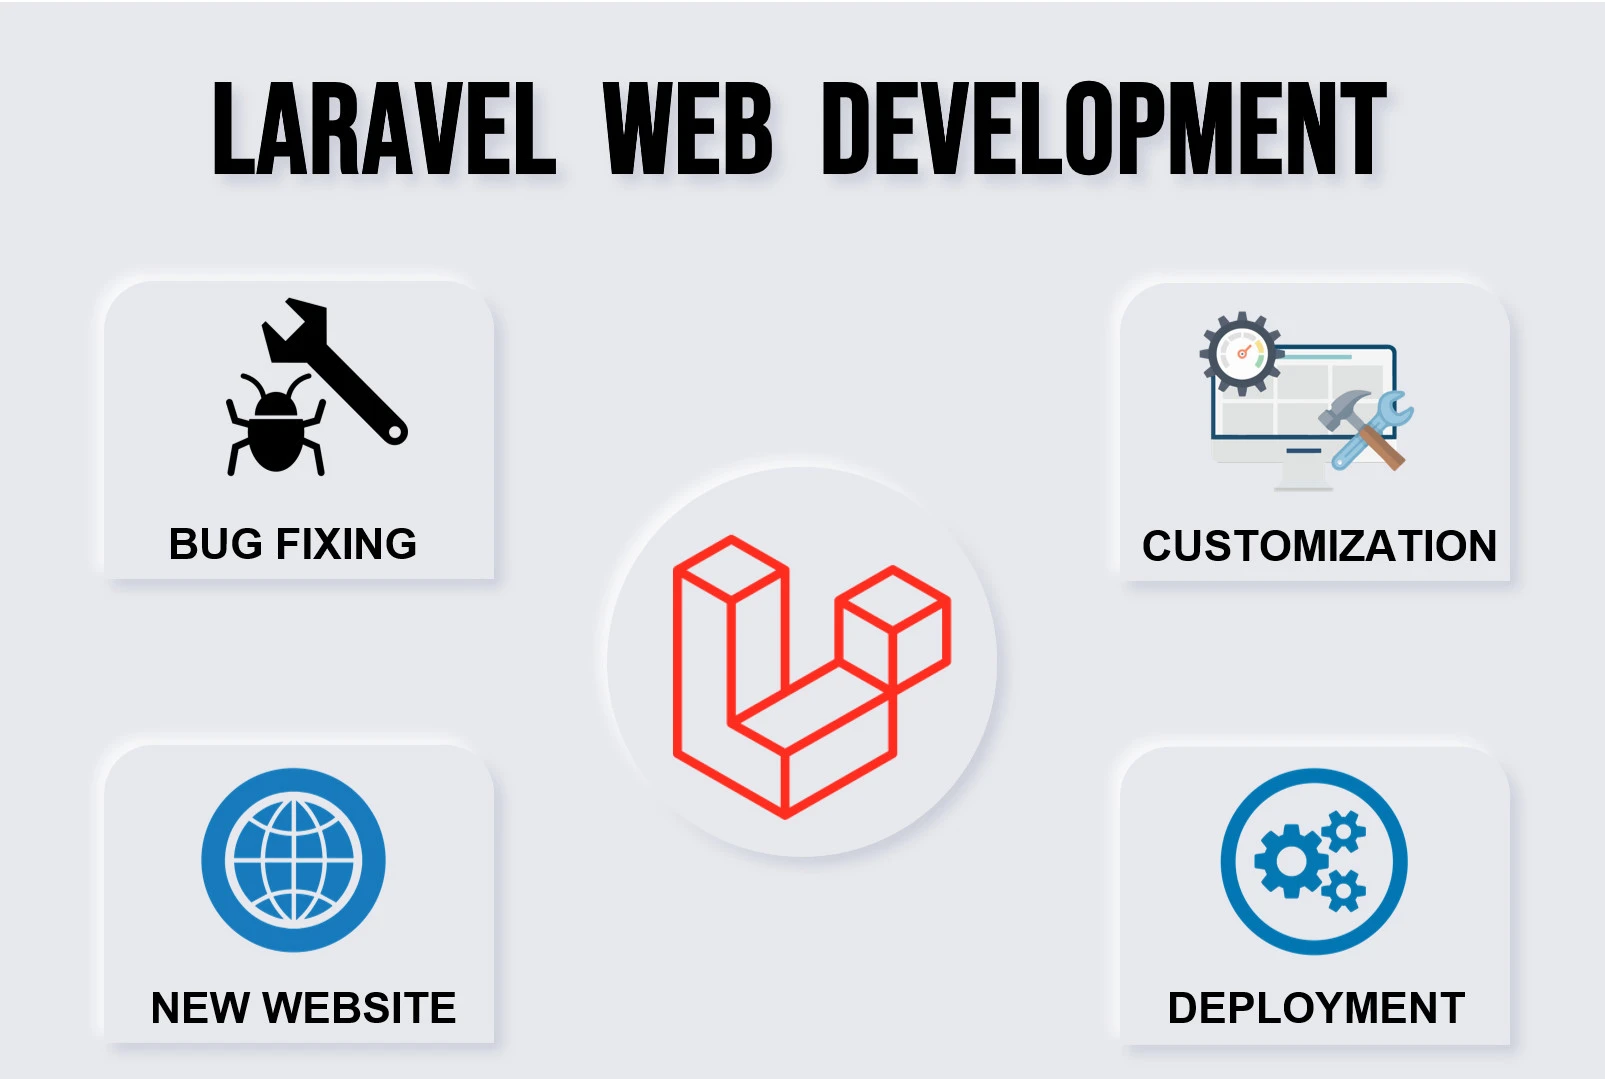 LARAVEL WEB DEVELOPMENT
BUG FIXING
CUSTOMIZATION
NEW WEBSITE
DEPLOYMENT